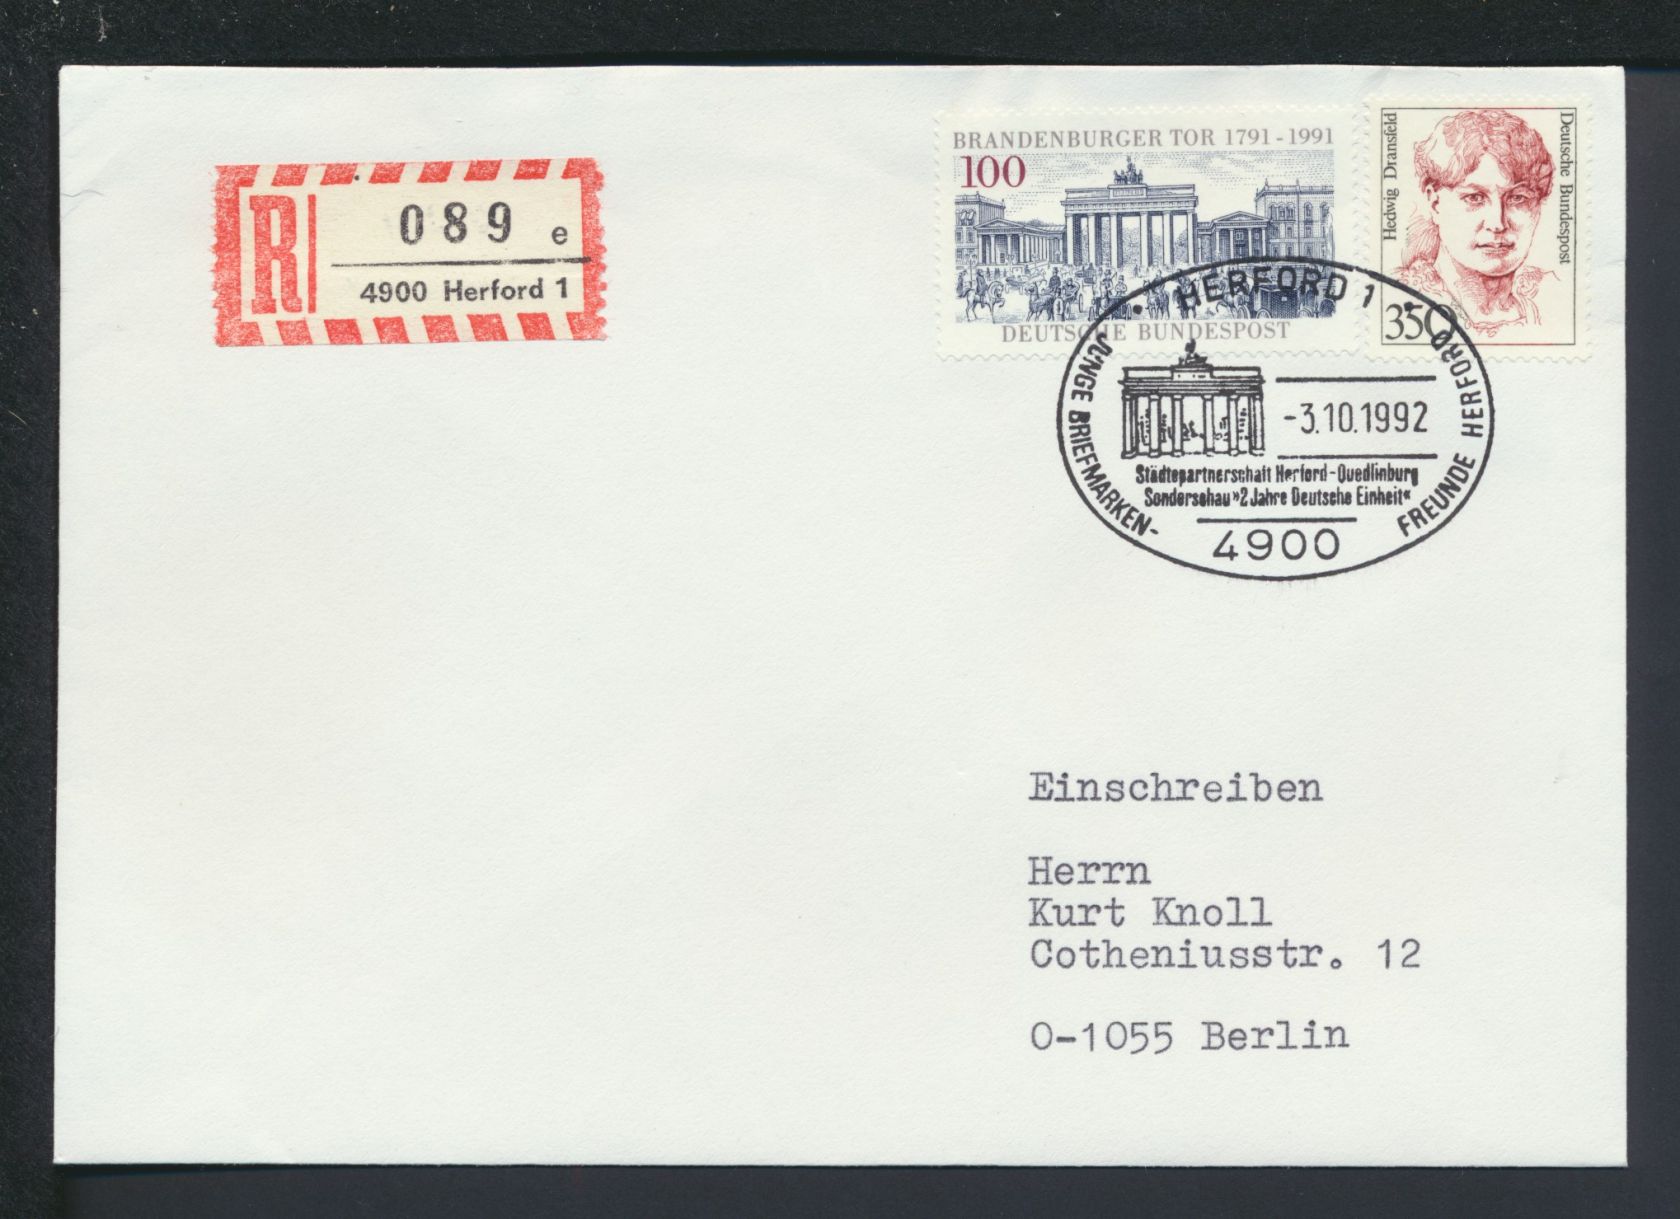 R
089 e
4900 Herford 1
BRANDENBURGER TOR 1791-1991
100
DEUTSCHE BUNDESPOST
Hedwig Dransfeld
Deutsche Bundespost
350
HERFORD 1
JUNGE BRIEFMARKEN-
FREUNDE HERFORD
-3.10.1992
Städtepartnerschaft Herford-Quedlinburg
Sonderschau »2 Jahre Deutsche Einheit«
4900
Einschreiben
Herrn
Kurt Knoll
Cotheniusstr. 12
O-1055 Berlin